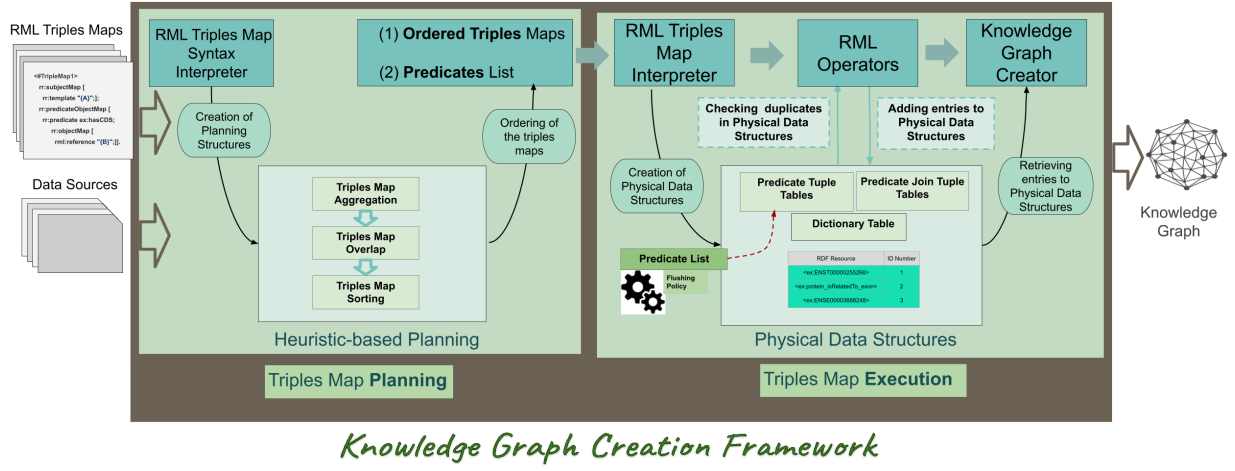 RML Triples Maps
<#TripleMap1>
rr:subjectMap [
rr:template "{A}";];
rr:predicateObjectMap [
rr:predicate ex:hasCDS;
rr:objectMap [
rml:reference "{B}";]].
Data Sources
RML Triples Map
Syntax
Interpreter
Creation of
Planning
Structures
(1) Ordered Triples Maps
(2) Predicates List
Ordering of
the triples
maps
Triples Map
Aggregation
Triples Map
Overlap
Triples Map
Sorting
Heuristic-based Planning
Triples Map Planning
RML Triples
Map
Interpreter
RML
Operators
Knowledge
Graph
Creator
Checking duplicates
in Physical Data
Structures
Adding entries to
Physical Data
Structures
Creation of
Physical Data
Structures
Retrieving
entries to
Physical Data
Structures
Predicate Tuple
Tables
Predicate Join Tuple
Tables
Dictionary Table
Predicate List
Flushing
Policy
RDF Resource ID Number
<ex:ENST00000255266> 1
<ex:protein_isRelatedTo_exon> 2
<ex:ENSE00003688248> 3
Physical Data Structures
Triples Map Execution
Knowledge
Graph
Knowledge Graph Creation Framework